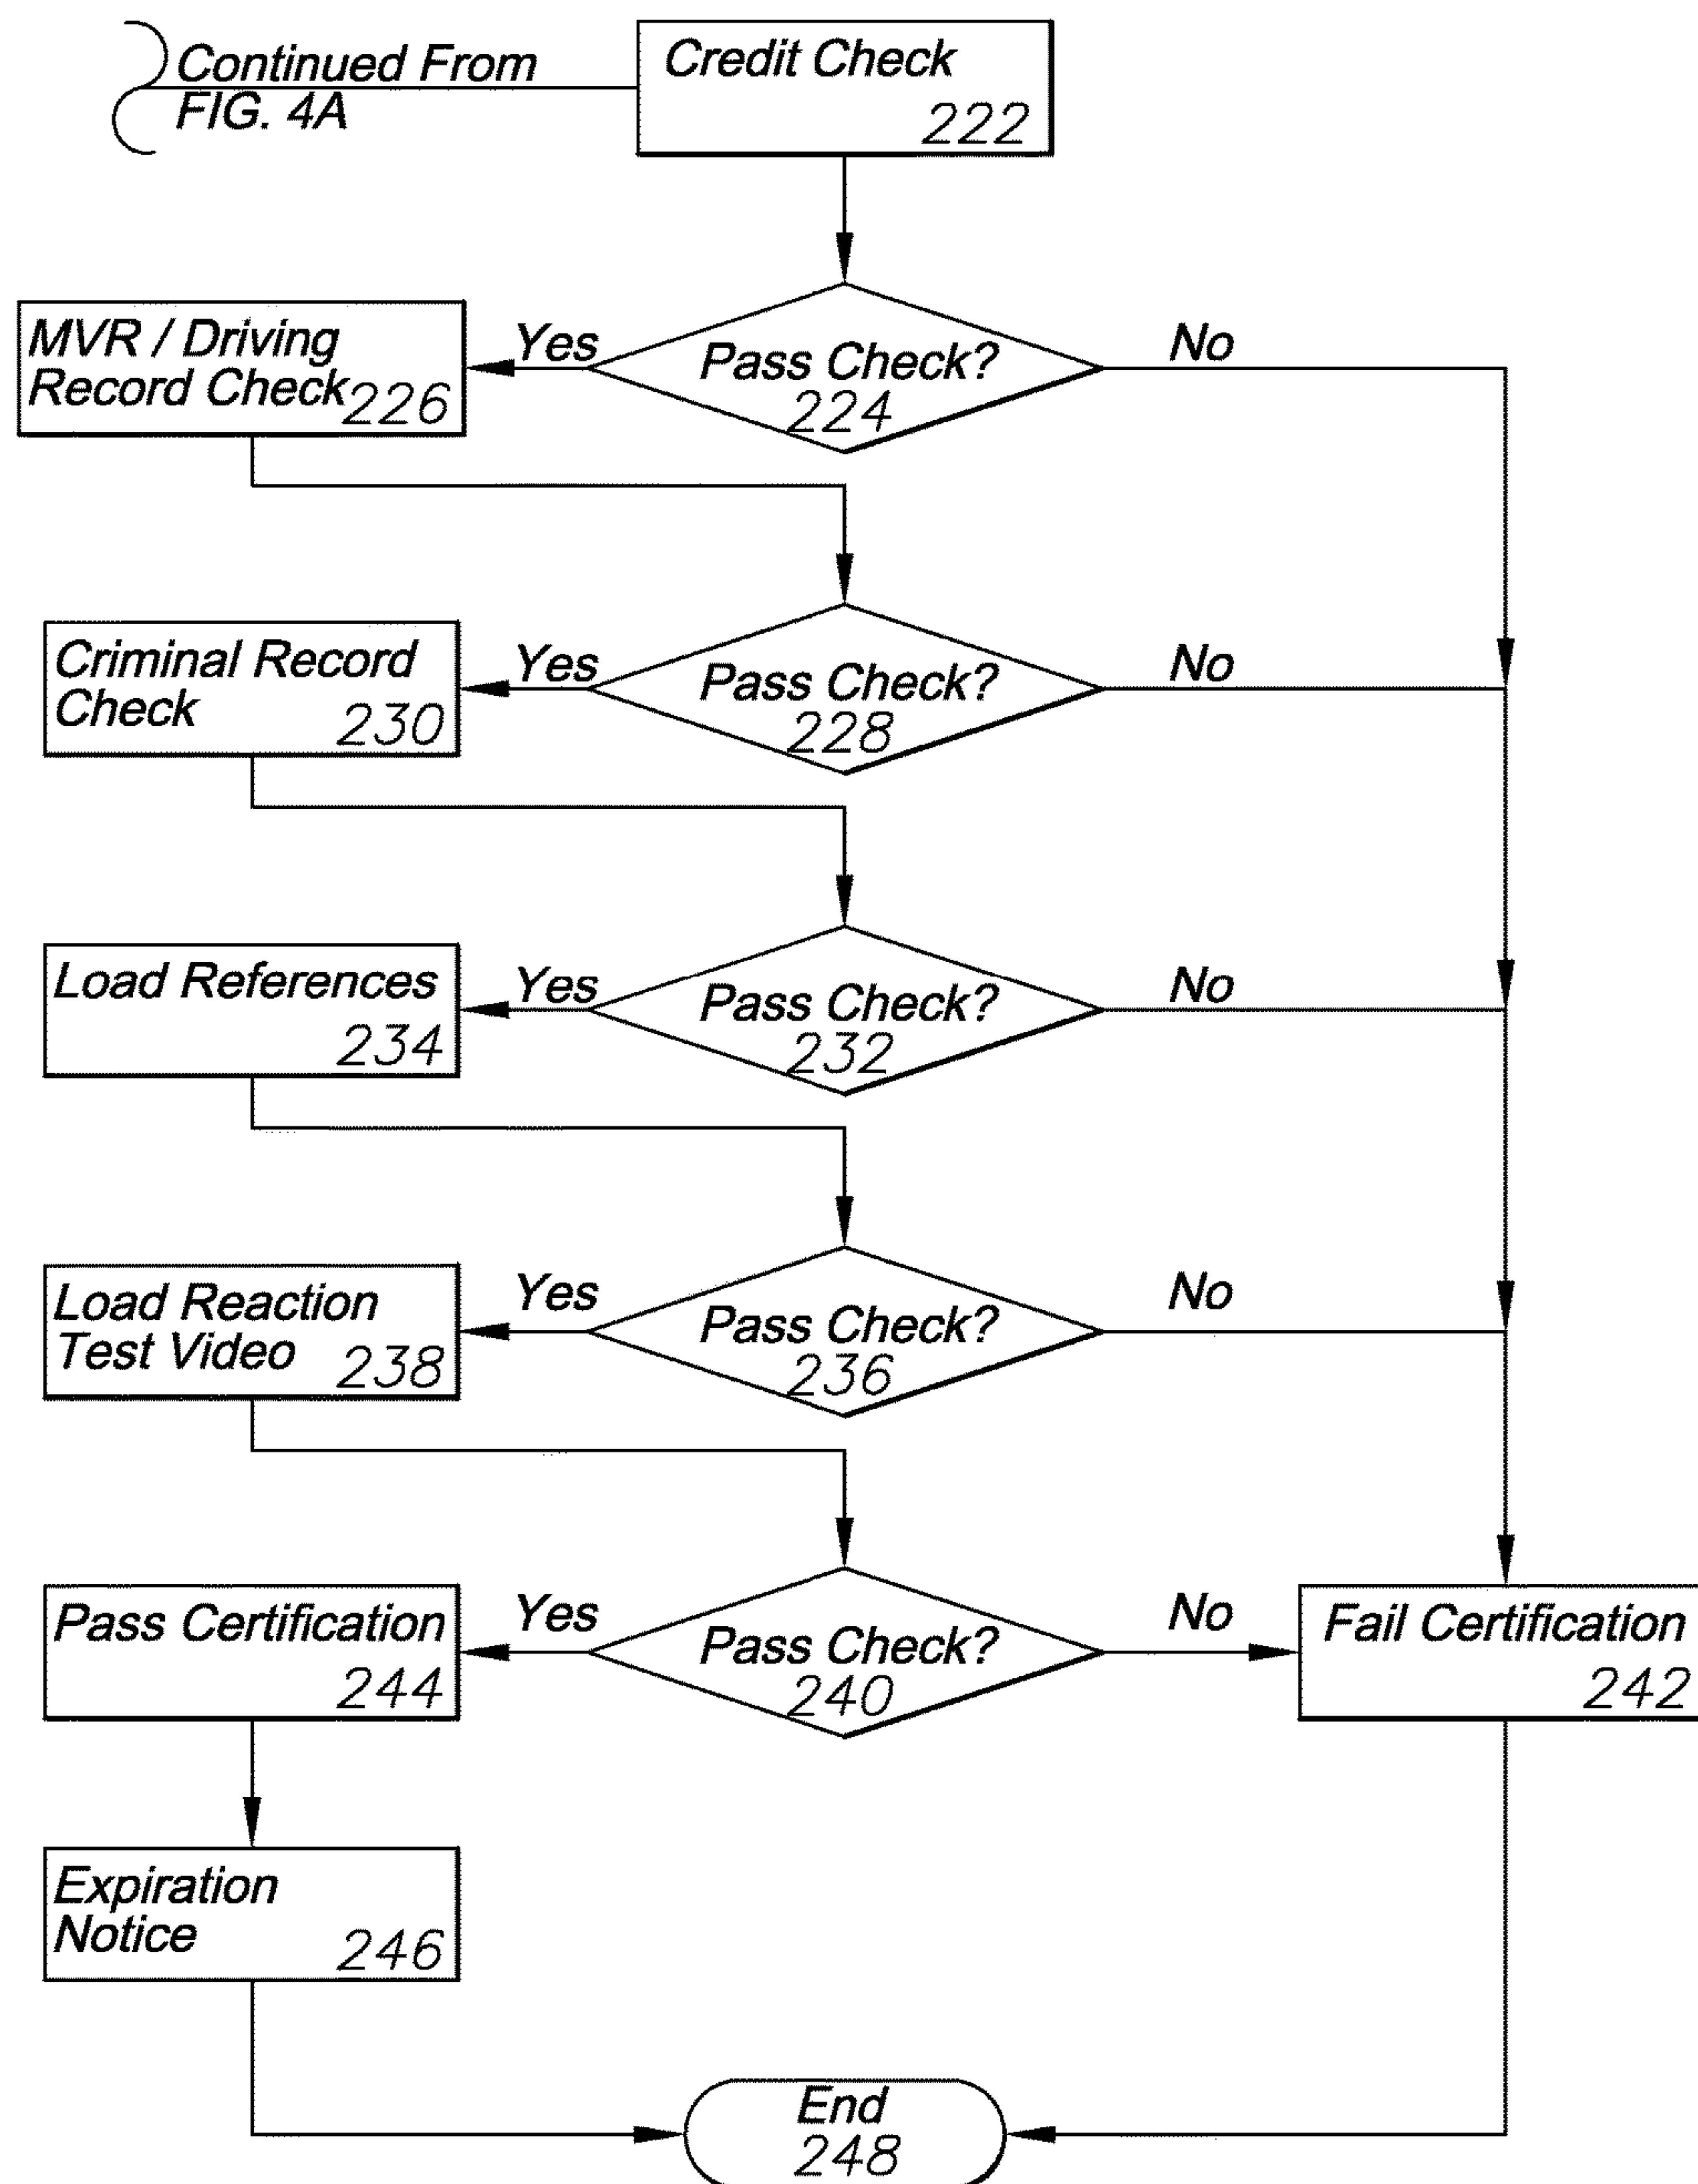 Continued From
FIG. 4A
Credit Check
222
MVR / Driving
Record Check 226
Yes
Pass Check?
224
No
Criminal Record
Check
230
Yes
Pass Check?
228
No
Load References
234
Yes
Pass Check?
232
No
Load Reaction
Test Video
238
Yes
Pass Check?
236
No
Pass Certification
244
Yes
Pass Check?
240
No
Fail Certification
242
Expiration
Notice
246
End
248